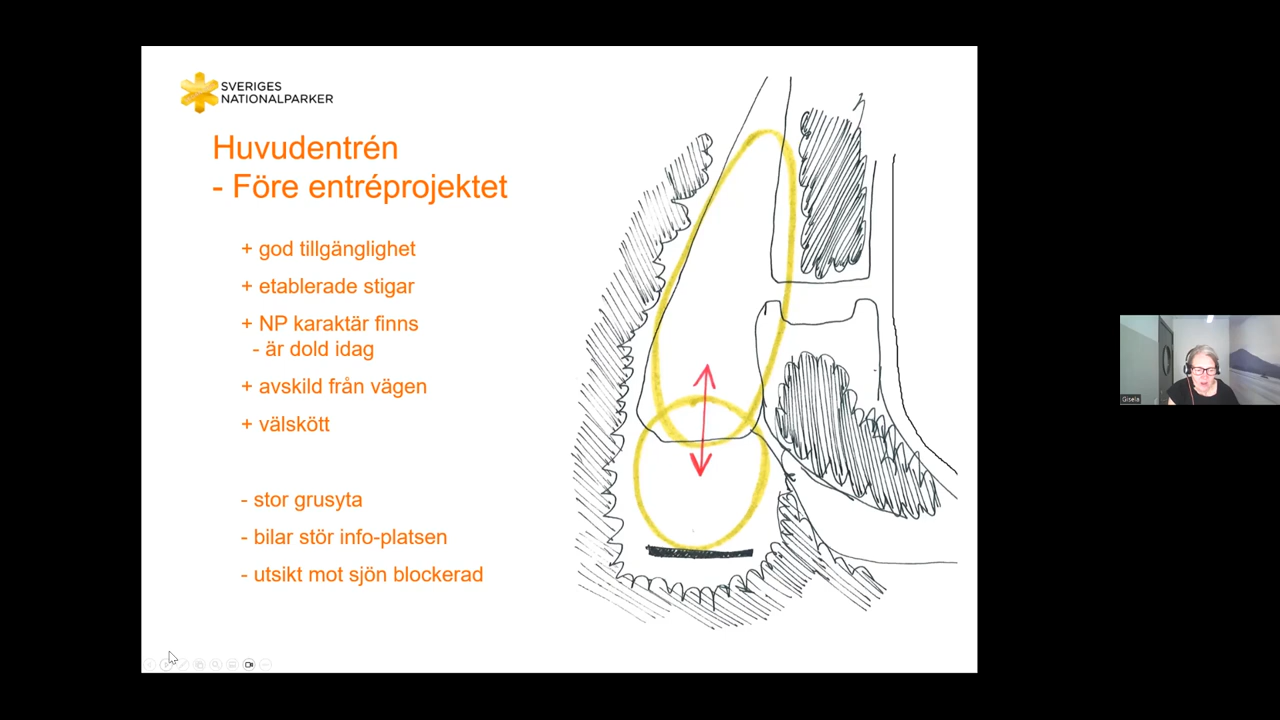 SVERIGES
NATIONALPARKER
Huvudentrén
- Före entréprojektet
+ god tillgänglighet
+ etablerade stigar
+ NP karaktär finns
- är dold idag
+ avskild från vägen
+ välskött
- stor grusyta
- bilar stör info-platsen
- utsikt mot sjön blockerad
Gisela